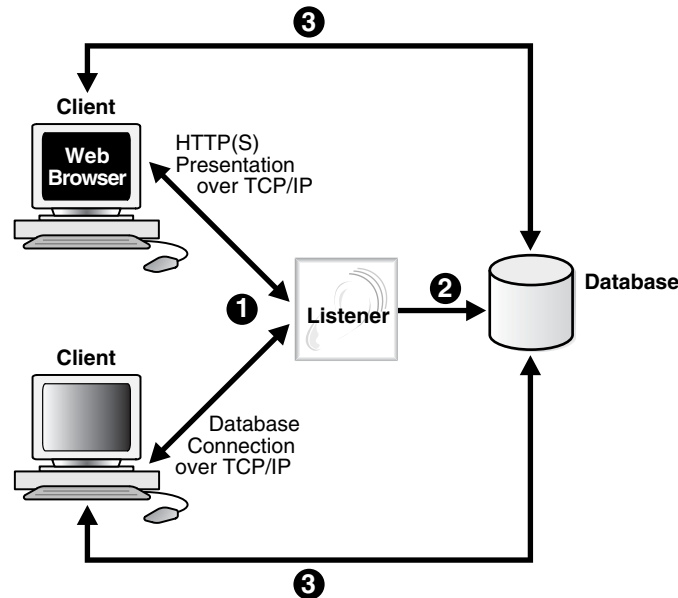 3
Client
Web
Browser
HTTP(S)
Presentation
over TCP/IP
1
Listener
2
Database
Client
Database
Connection
over TCP/IP
3